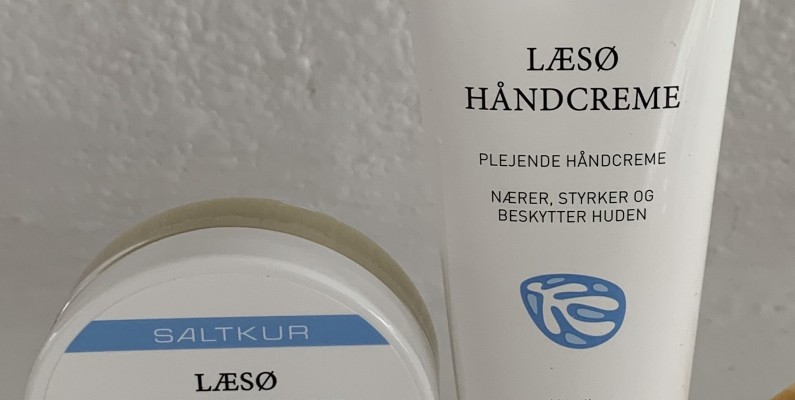 LÆSØ
HÅNDCREME
PLEJENDE HÅNDCREME
NÆRER, STYRKER OG
BESKYTTER HUDEN
SALTKUR
LÆSØ